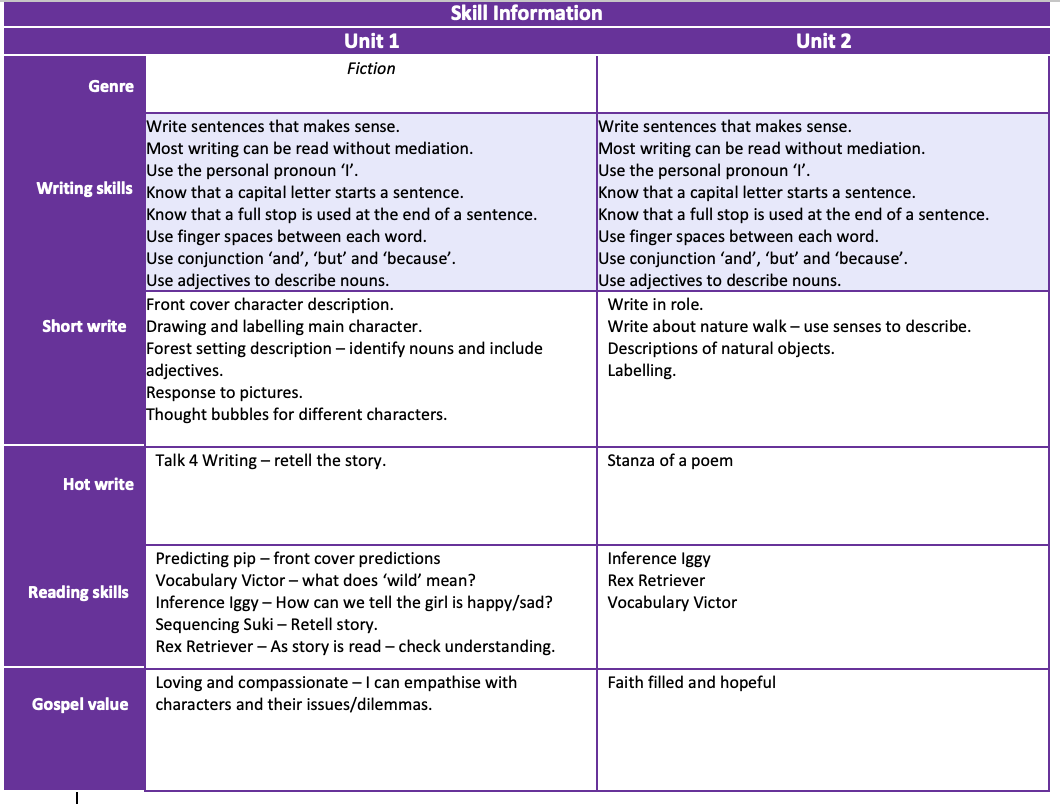 Skill Information
Unit 1
Unit 2
Genre
Fiction
Writing skills
Write sentences that makes sense.
Most writing can be read without mediation.
Use the personal pronoun ‘I’.
Know that a capital letter starts a sentence.
Know that a full stop is used at the end of a sentence.
Use finger spaces between each word.
Use conjunction ‘and’, ‘but’ and ‘because’.
Use adjectives to describe nouns.
Write sentences that makes sense.
Most writing can be read without mediation.
Use the personal pronoun ‘I’.
Know that a capital letter starts a sentence.
Know that a full stop is used at the end of a sentence.
Use finger spaces between each word.
Use conjunction ‘and’, ‘but’ and ‘because’.
Use adjectives to describe nouns.
Short write
Front cover character description.
Drawing and labelling main character.
Forest setting description – identify nouns and include
adjectives.
Response to pictures.
Thought bubbles for different characters.
Write in role.
Write about nature walk – use senses to describe.
Descriptions of natural objects.
Labelling.
Hot write
Talk 4 Writing – retell the story.
Stanza of a poem
Reading skills
Predicting pip – front cover predictions
Vocabulary Victor – what does ‘wild’ mean?
Inference Iggy – How can we tell the girl is happy/sad?
Sequencing Suki – Retell story.
Rex Retriever – As story is read – check understanding.
Inference Iggy
Rex Retriever
Vocabulary Victor
Gospel value
Loving and compassionate – I can empathise with
characters and their issues/dilemmas.
Faith filled and hopeful